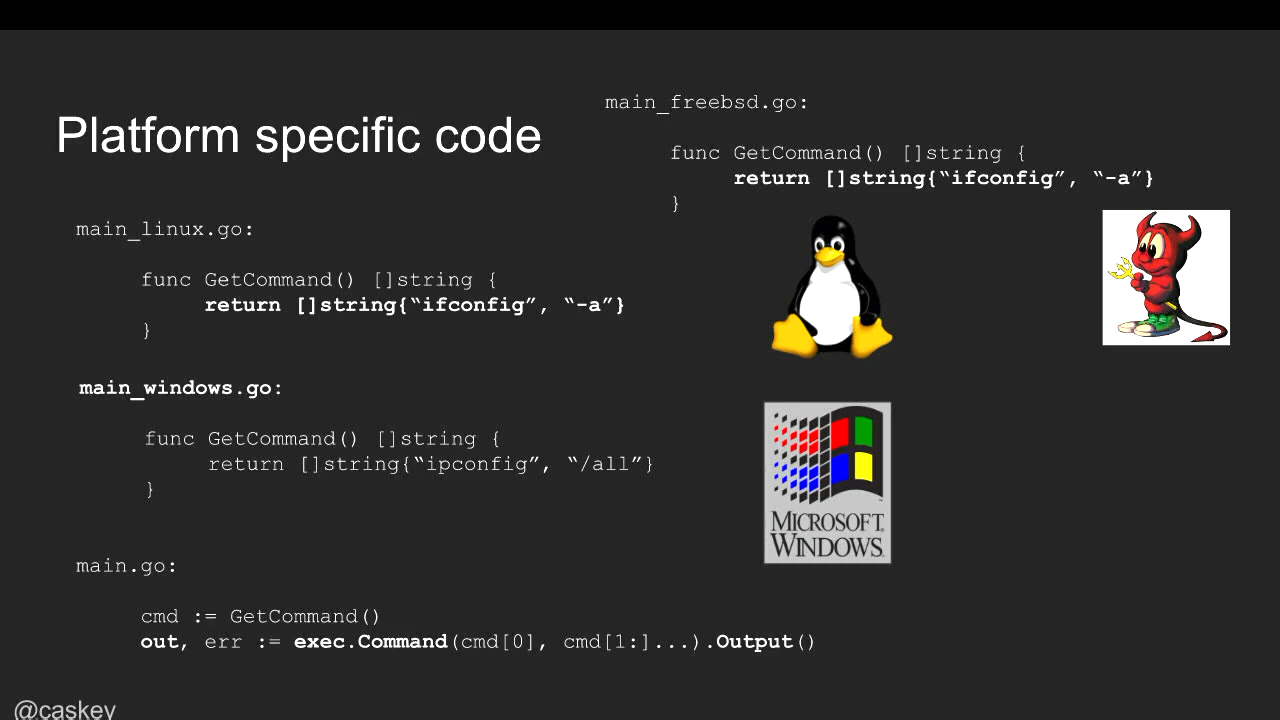 Platform specific code
main_freebsd.go:
func GetCommand() []string {
return []string{“ifconfig”, “-a”}
}
main_linux.go:
func GetCommand() []string {
return []string{“ifconfig”, “-a”}
}
main_windows.go:
func GetCommand() []string {
return []string{“ipconfig”, “/all”}
}
MICROSOFT
WINDOWS
main.go:
cmd := GetCommand()
out, err := exec.Command(cmd[0], cmd[1:]...).Output()
@caskey